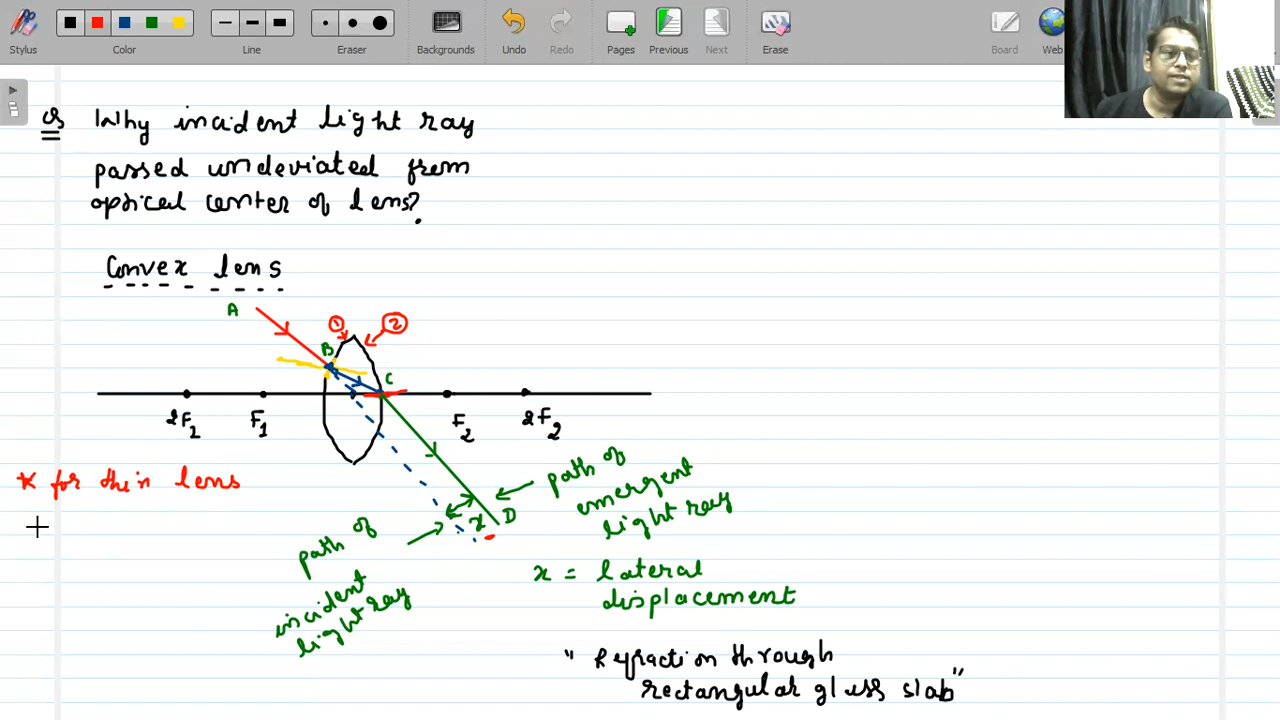 Stylus
Color
Line
Eraser
Backgrounds
Undo
Redo
Pages
Previous
Next
Erase
Board
Web
Q Why incident light ray
passed undeviated from
optical center of lens?
Convex lens
A
1
2
B
C
2F1
F1
F2
2F2
* for thin lens
path of
emergent
light ray
x
D
path of
incident
light ray
x = lateral
displacement
" Refraction through
rectangular glass slab"